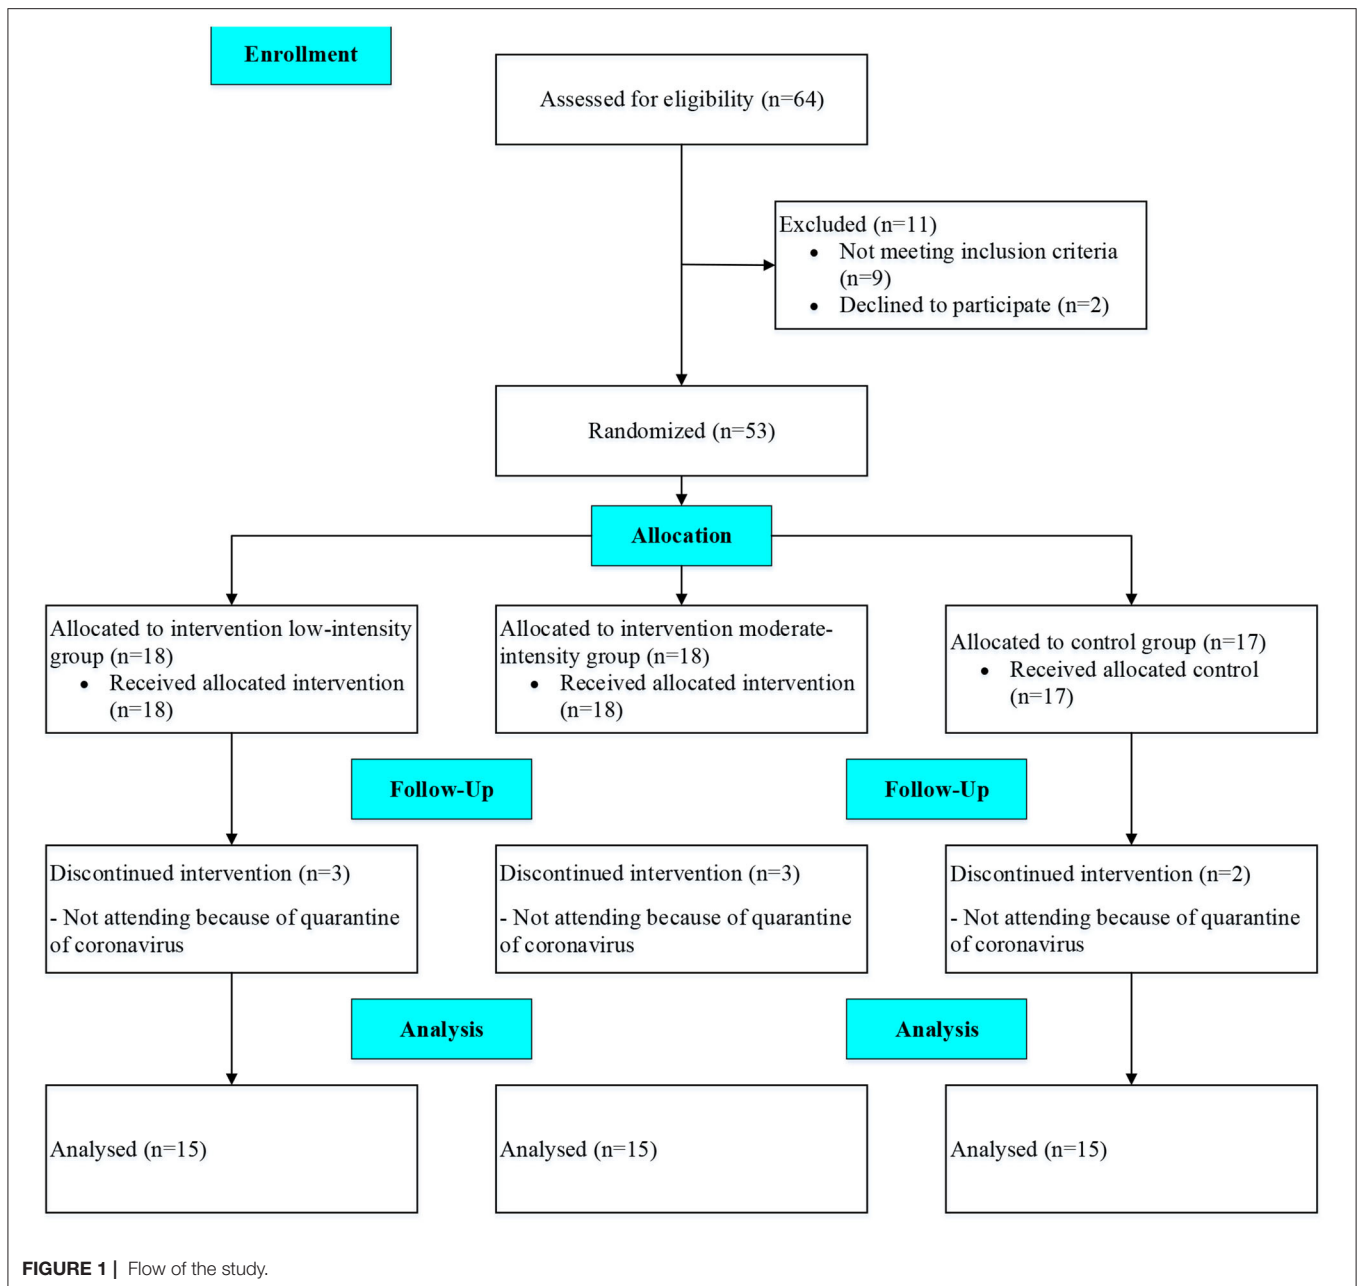 Enrollment
Assessed for eligibility (n=64)
Excluded (n=11)
• Not meeting inclusion criteria
(n=9)
• Declined to participate (n=2)
Randomized (n=53)
Allocation
Allocated to intervention low-intensity
group (n=18)
• Received allocated intervention
(n=18)
Allocated to intervention moderate-
intensity group (n=18)
• Received allocated intervention
(n=18)
Allocated to control group (n=17)
• Received allocated control
(n=17)
Follow-Up
Follow-Up
Discontinued intervention (n=3)
- Not attending because of quarantine
of coronavirus
Discontinued intervention (n=3)
- Not attending because of quarantine
of coronavirus
Discontinued intervention (n=2)
- Not attending because of quarantine
of coronavirus
Analysis
Analysis
Analysed (n=15)
Analysed (n=15)
Analysed (n=15)
FIGURE 1 | Flow of the study.